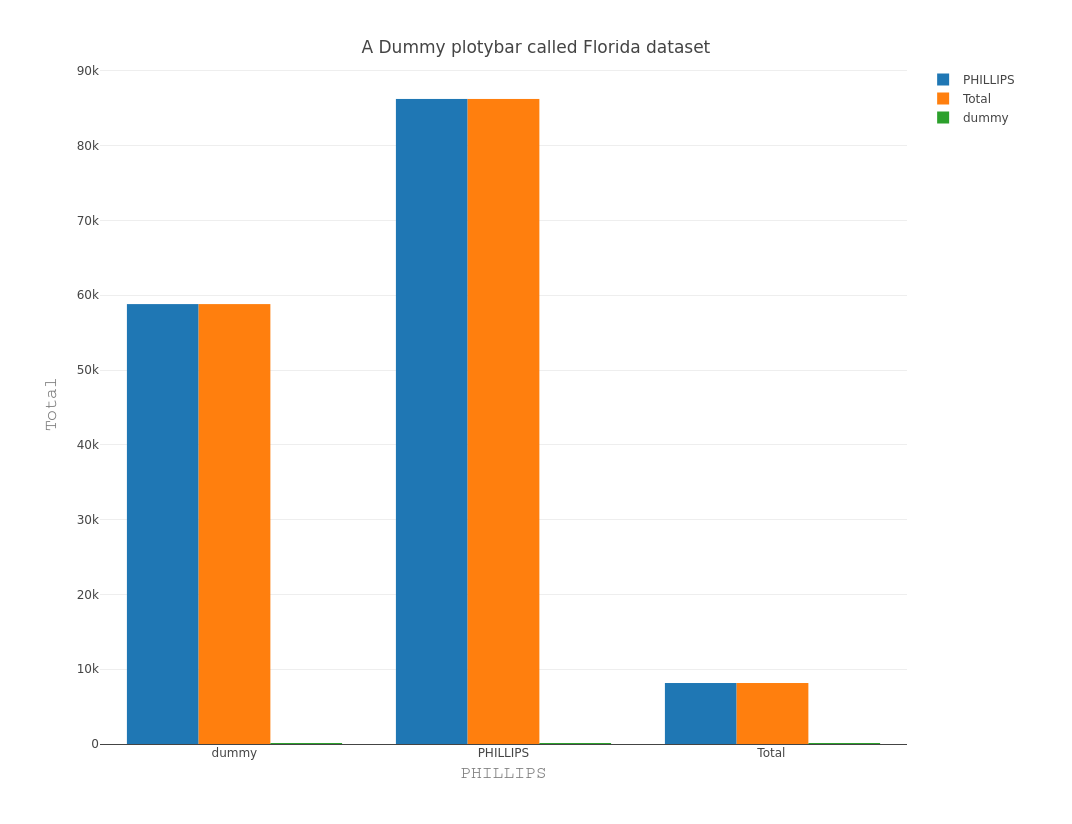 A Dummy plotybar called Florida dataset
PHILLIPS
Total
dummy
90k
80k
70k
60k
50k
40k
30k
20k
10k
0
Total
dummy
PHILLIPS
Total
PHILLIPS